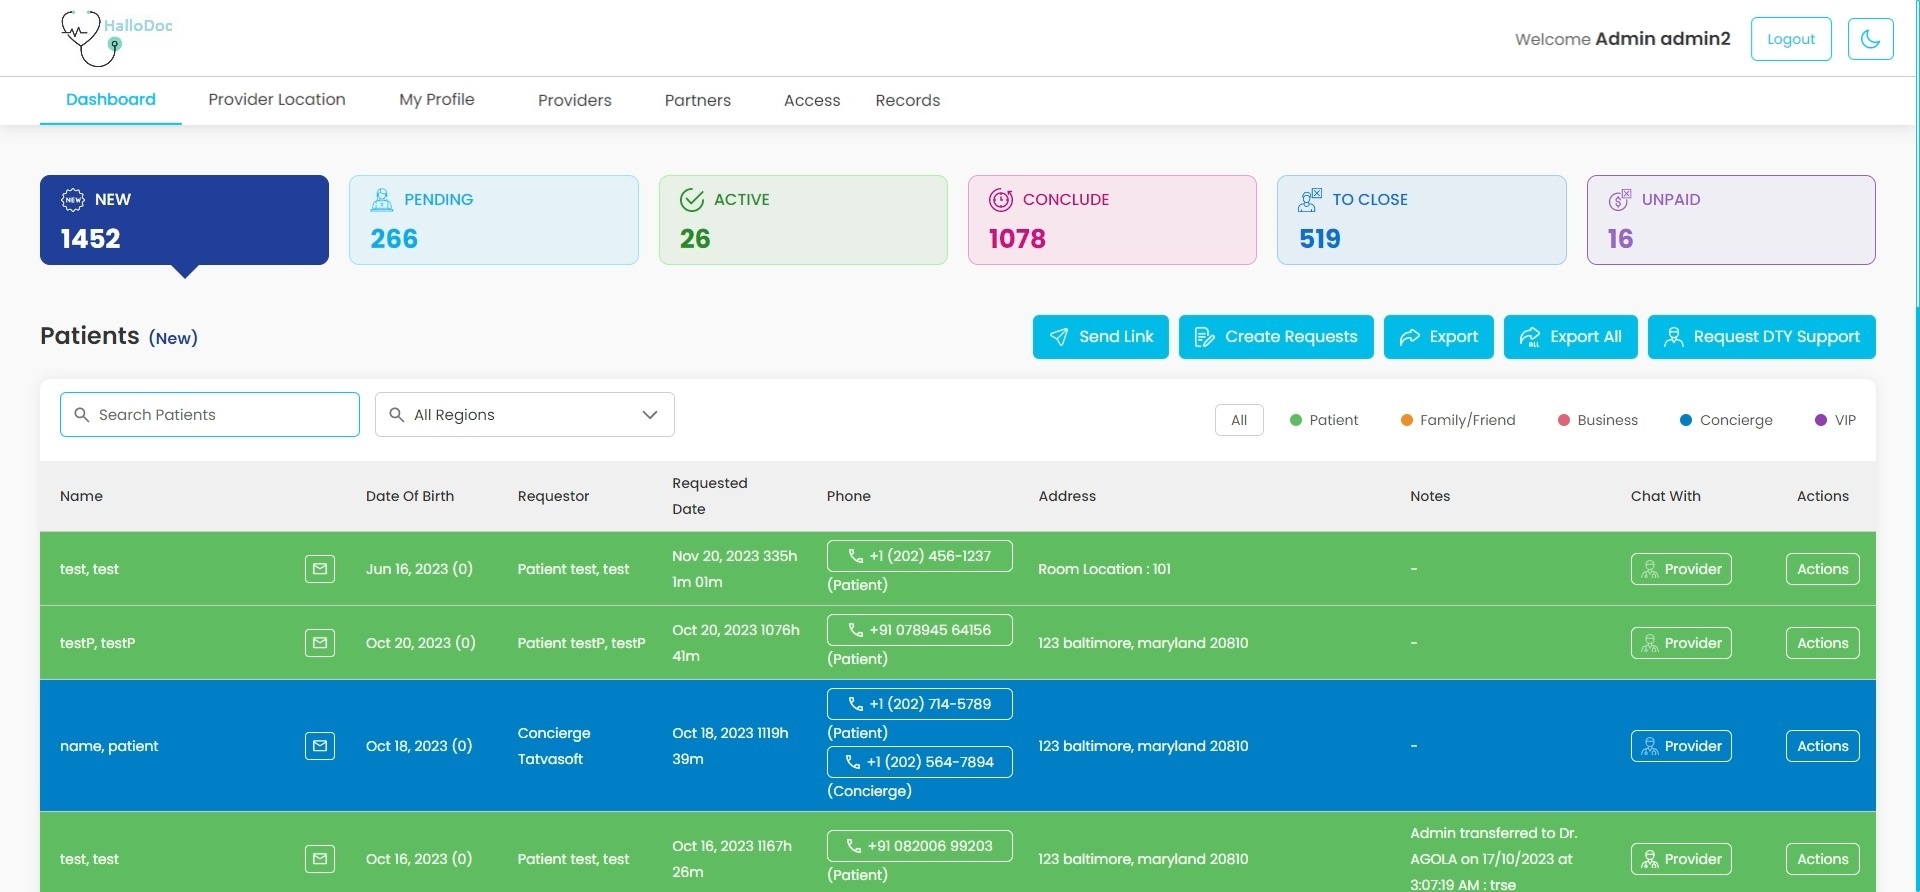 HalloDoc
Welcome Admin admin2
Logout
Dashboard
Provider Location
My Profile
Providers
Partners
Access
Records
NEW NEW
1452
PENDING
266
ACTIVE
26
CONCLUDE
1078
TO CLOSE
519
UNPAID
16
Patients (New)
Send Link
Create Requests
Export
ALL Export All
Request DTY Support
Search Patients
All Regions
All
Patient
Family/Friend
Business
Concierge
VIP
Name
Date Of Birth
Requestor
Requested
Date
Phone
Address
Notes
Chat With
Actions
test, test
Jun 16, 2023 (0)
Patient test, test
Nov 20, 2023 335h
1m 01m
+1 (202) 456-1237
(Patient)
Room Location : 101
-
Provider
Actions
testP, testP
Oct 20, 2023 (0)
Patient testP, testP
Oct 20, 2023 1076h
41m
+91 078945 64156
(Patient)
123 baltimore, maryland 20810
-
Provider
Actions
name, patient
Oct 18, 2023 (0)
Concierge
Tatvasoft
Oct 18, 2023 1119h
39m
+1 (202) 714-5789
(Patient)
+1 (202) 564-7894
(Concierge)
123 baltimore, maryland 20810
-
Provider
Actions
test, test
Oct 16, 2023 (0)
Patient test, test
Oct 16, 2023 1167h
26m
+91 082006 99203
(Patient)
123 baltimore, maryland 20810
Admin transferred to Dr.
AGOLA on 17/10/2023 at
3:07:19 AM : trse
Provider
Actions